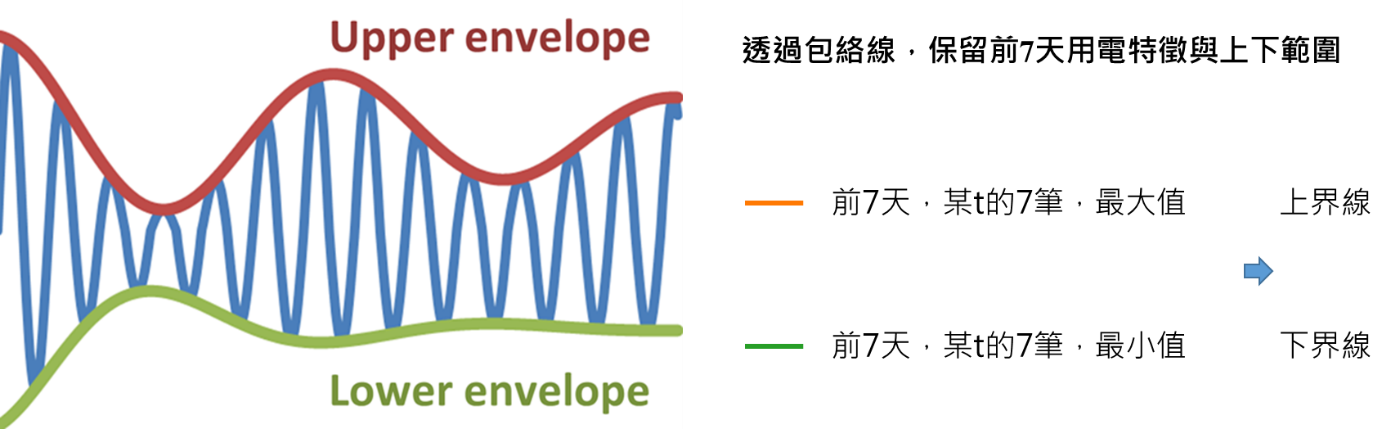 Upper envelope
透過包絡線，保留前7天用電特徵與上下範圍
前7天，某t的7筆，最大值 上界線
前7天，某t的7筆，最小值 下界線
Lower envelope